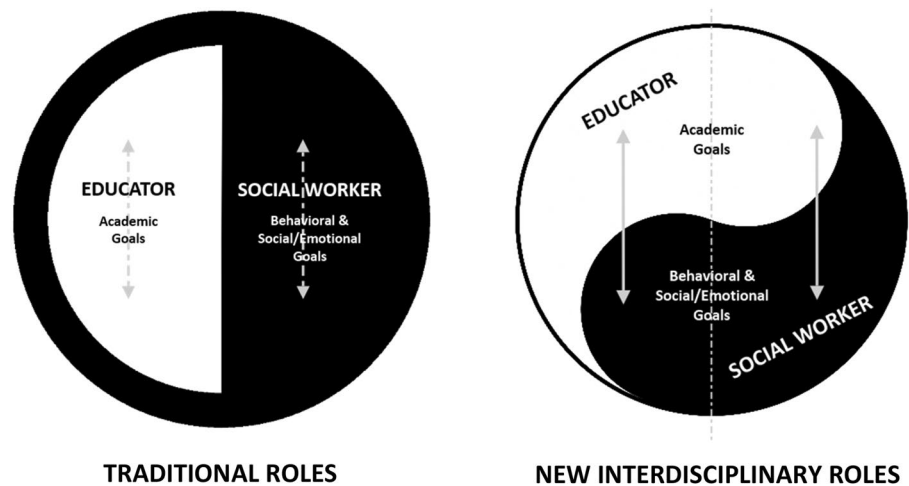 EDUCATOR
Academic
Goals
SOCIAL WORKER
Behavioral &
Social/Emotional
Goals
TRADITIONAL ROLES
EDUCATOR
Academic
Goals
Behavioral &
Social/Emotional
Goals
SOCIAL WORKER
NEW INTERDISCIPLINARY ROLES